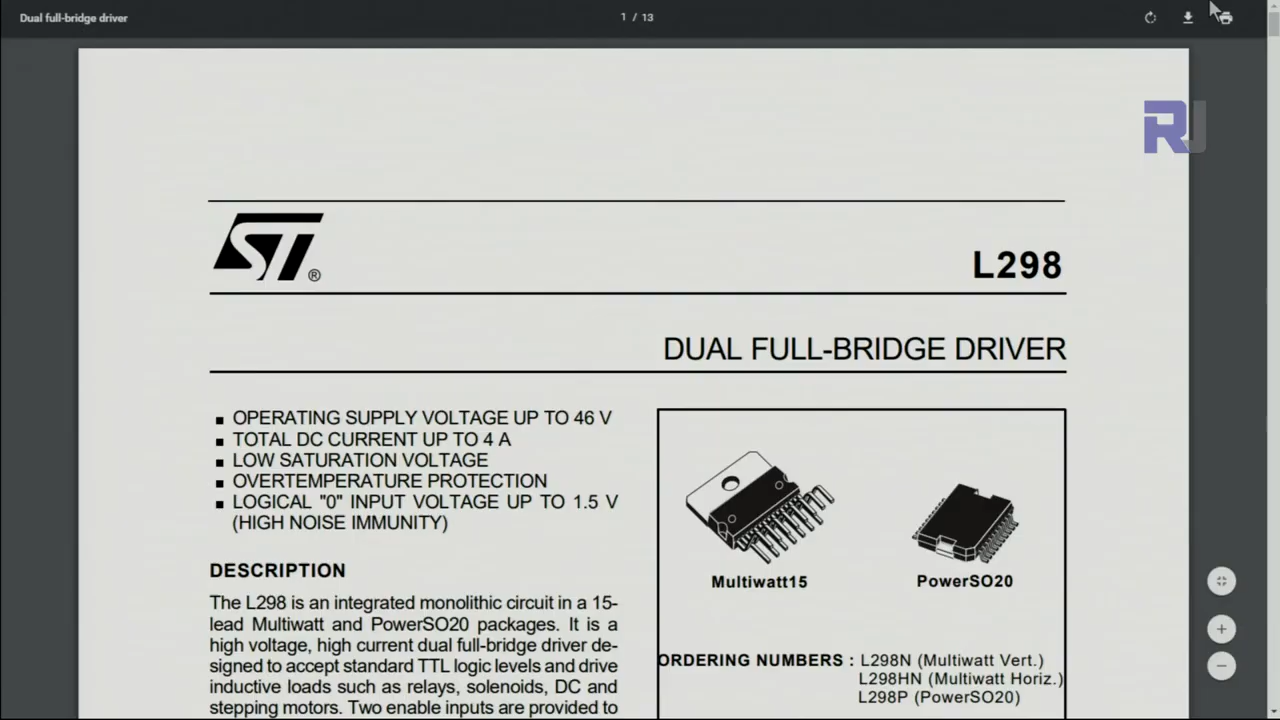 Dual full-bridge driver
1 / 13
RJ
ST®
L298
DUAL FULL-BRIDGE DRIVER
■ OPERATING SUPPLY VOLTAGE UP TO 46 V
■ TOTAL DC CURRENT UP TO 4 A
■ LOW SATURATION VOLTAGE
■ OVERTEMPERATURE PROTECTION
■ LOGICAL "0" INPUT VOLTAGE UP TO 1.5 V
(HIGH NOISE IMMUNITY)
DESCRIPTION
The L298 is an integrated monolithic circuit in a 15-
lead Multiwatt and PowerSO20 packages. It is a
high voltage, high current dual full-bridge driver de-
signed to accept standard TTL logic levels and drive
inductive loads such as relays, solenoids, DC and
stepping motors. Two enable inputs are provided to
Multiwatt15
PowerSO20
ORDERING NUMBERS : L298N (Multiwatt Vert.)
L298HN (Multiwatt Horiz.)
L298P (PowerSO20)